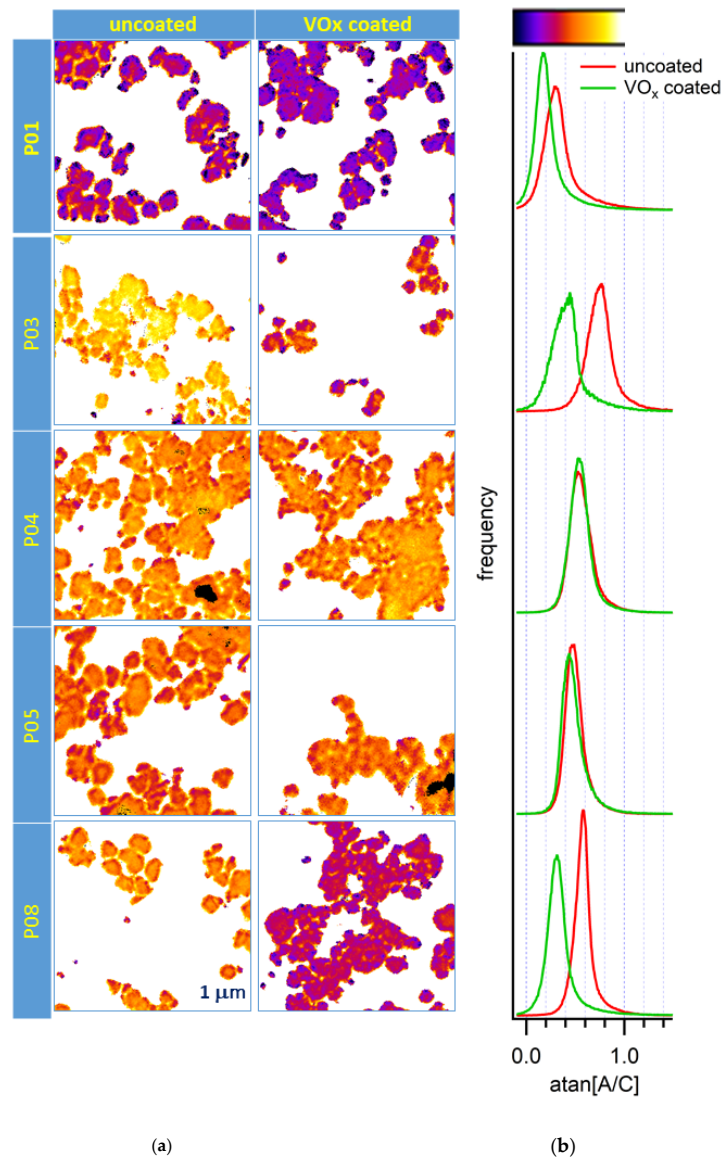 uncoated VOx coated
uncoated
VOx coated
P01
P03
P04
P05
P08
1 µm
frequency
0.0 1.0
atan[A/C]
(a) (b)